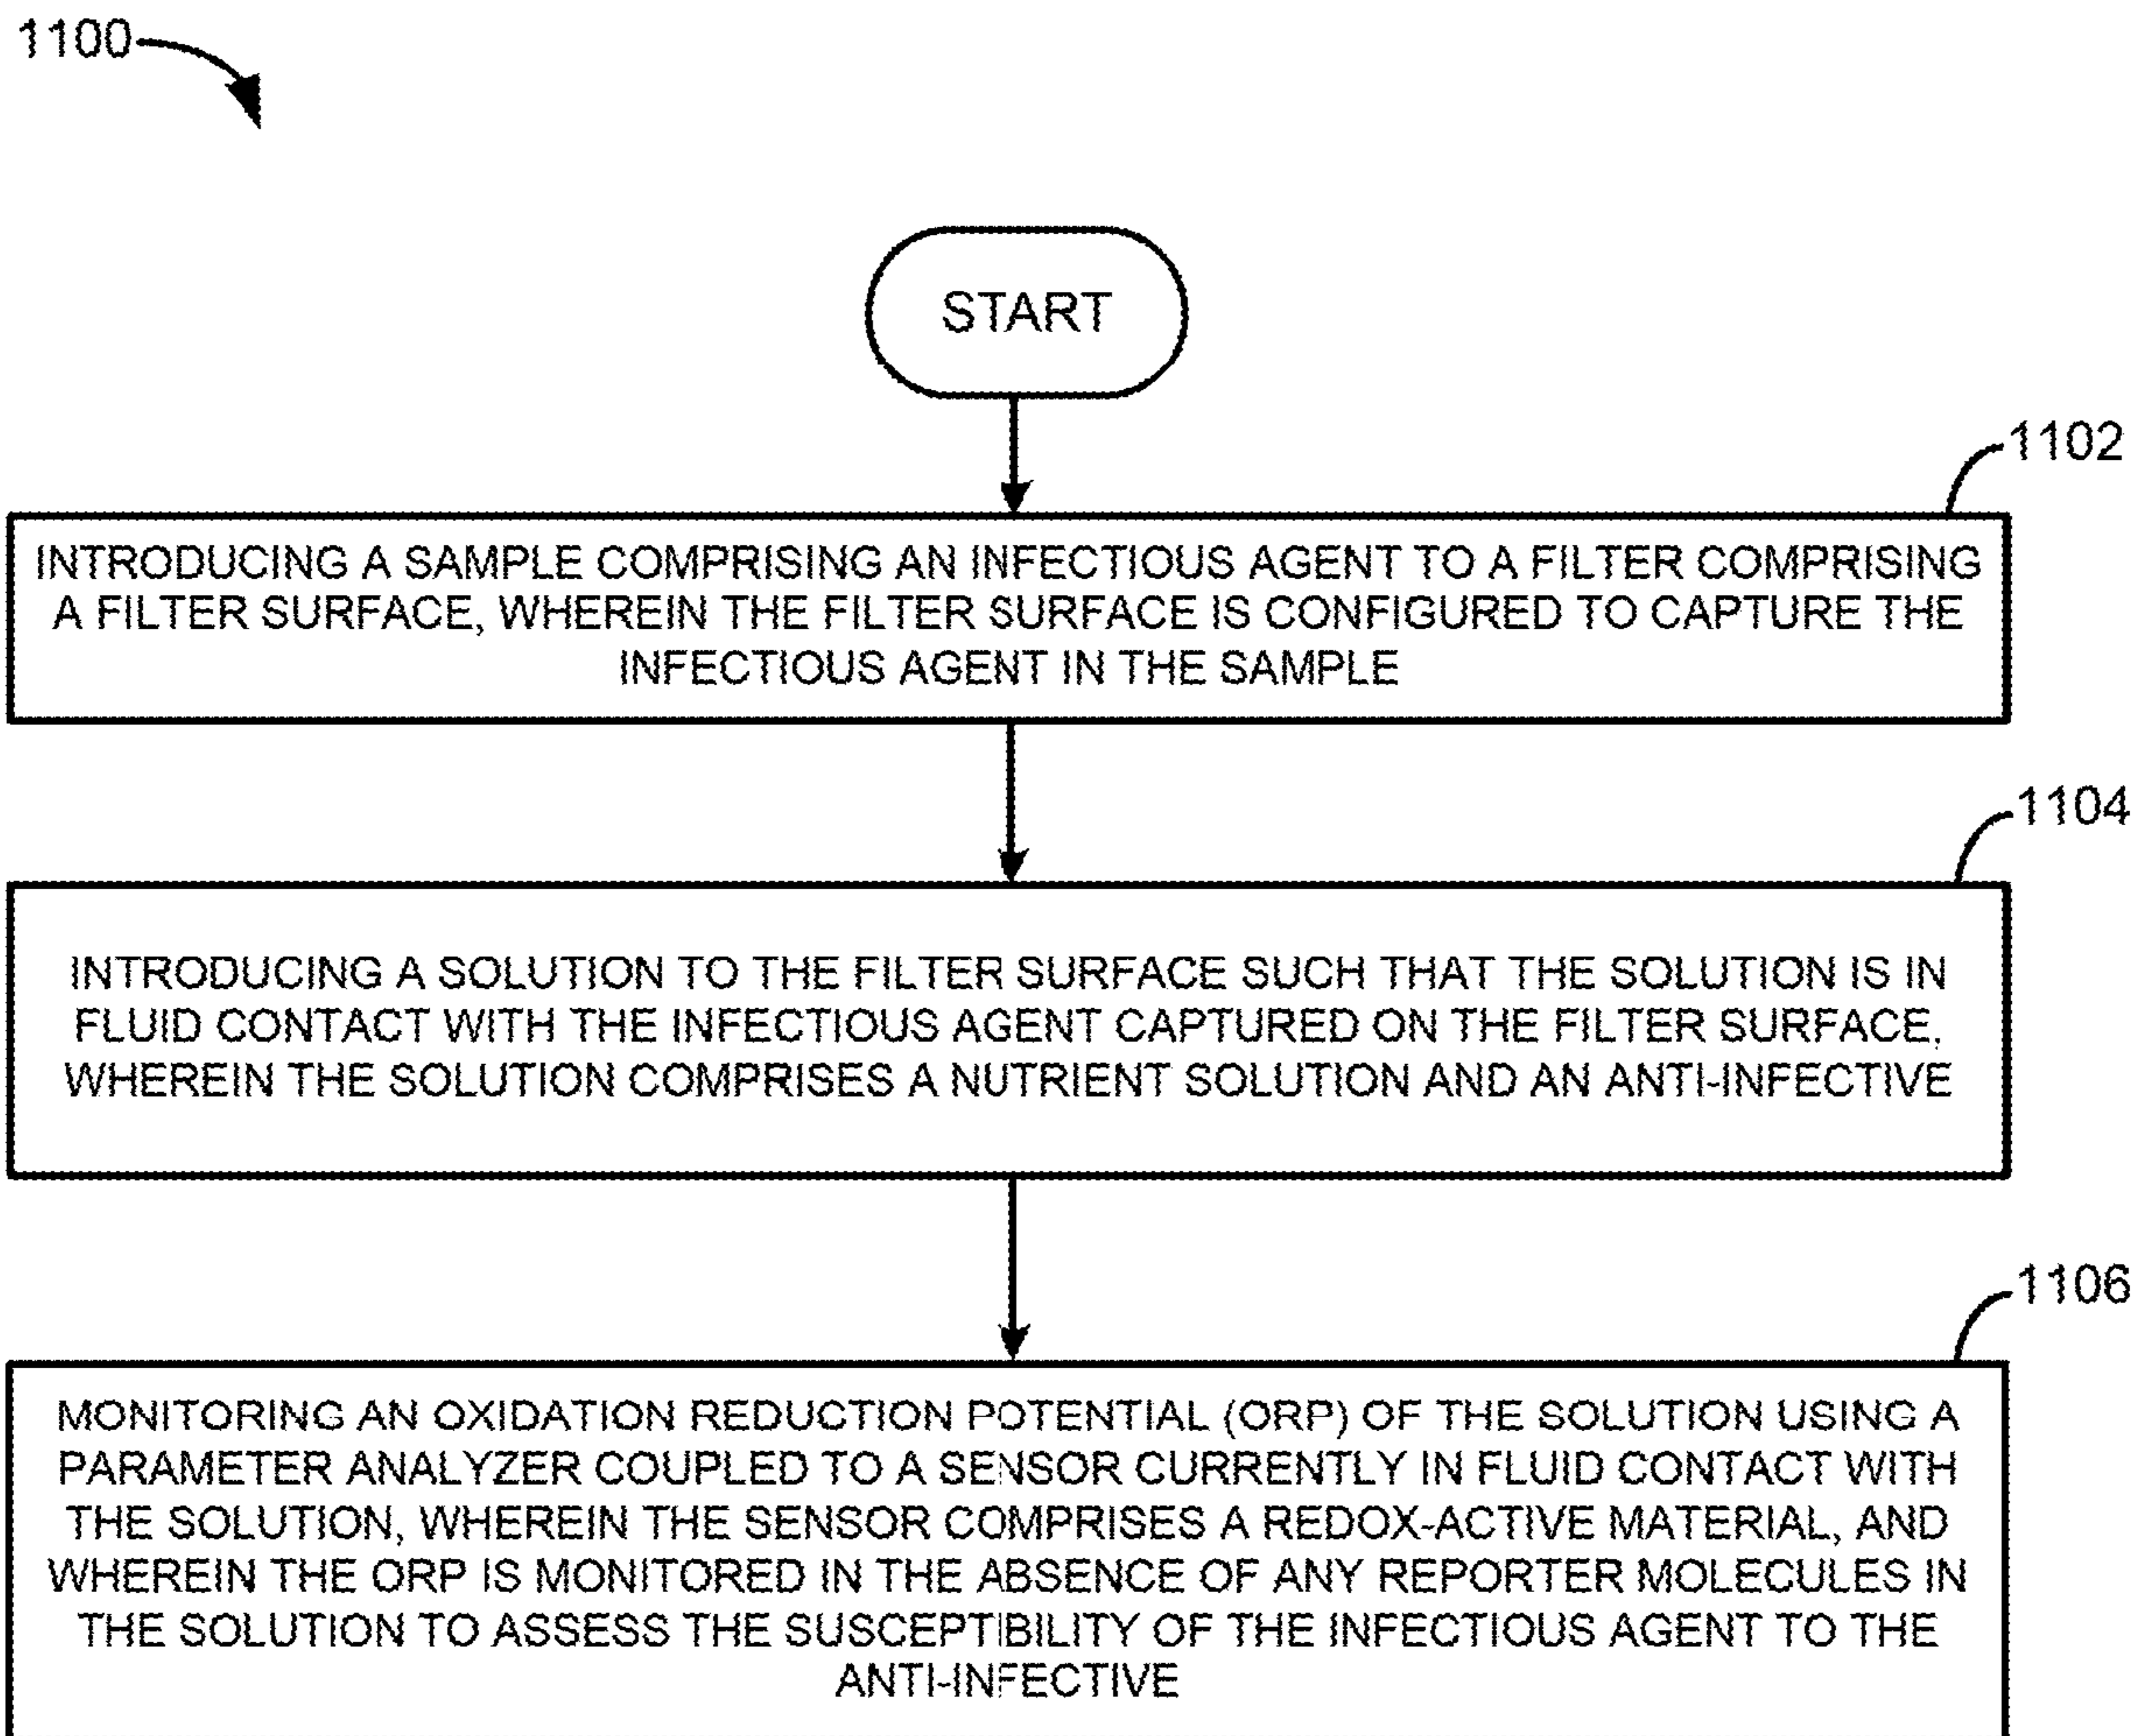 1100
START
1102
INTRODUCING A SAMPLE COMPRISING AN INFECTIOUS AGENT TO A FILTER COMPRISING
A FILTER SURFACE, WHEREIN THE FILTER SURFACE IS CONFIGURED TO CAPTURE THE
INFECTIOUS AGENT IN THE SAMPLE
1104
INTRODUCING A SOLUTION TO THE FILTER SURFACE SUCH THAT THE SOLUTION IS IN
FLUID CONTACT WITH THE INFECTIOUS AGENT CAPTURED ON THE FILTER SURFACE,
WHEREIN THE SOLUTION COMPRISES A NUTRIENT SOLUTION AND AN ANTI-INFECTIVE
1106
MONITORING AN OXIDATION REDUCTION POTENTIAL (ORP) OF THE SOLUTION USING A
PARAMETER ANALYZER COUPLED TO A SENSOR CURRENTLY IN FLUID CONTACT WITH
THE SOLUTION, WHEREIN THE SENSOR COMPRISES A REDOX-ACTIVE MATERIAL, AND
WHEREIN THE ORP IS MONITORED IN THE ABSENCE OF ANY REPORTER MOLECULES IN
THE SOLUTION TO ASSESS THE SUSCEPTIBILITY OF THE INFECTIOUS AGENT TO THE
ANTI-INFECTIVE